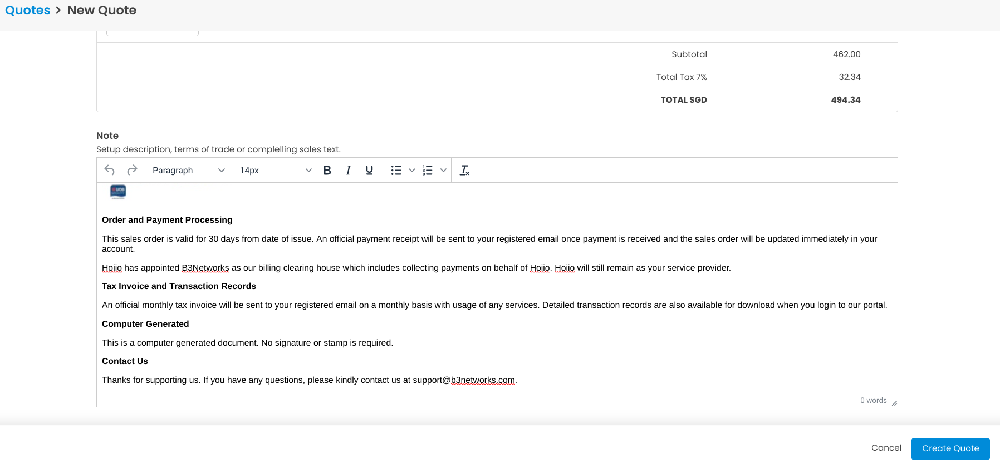 Quotes > New Quote
Subtotal 462.00
Total Tax 7% 32.34
TOTAL SGD 494.34
Note
Setup description, terms of trade or complelling sales text.
Paragraph 14px B I U
UOB
Order and Payment Processing
This sales order is valid for 30 days from date of issue. An official payment receipt will be sent to your registered email once payment is received and the sales order will be updated immediately in your
account.
Hoiio has appointed B3Networks as our billing clearing house which includes collecting payments on behalf of Hoiio. Hoiio will still remain as your service provider.
Tax Invoice and Transaction Records
An official monthly tax invoice will be sent to your registered email on a monthly basis with usage of any services. Detailed transaction records are also available for download when you login to our portal.
Computer Generated
This is a computer generated document. No signature or stamp is required.
Contact Us
Thanks for supporting us. If you have any questions, please kindly contact us at support@b3networks.com.
0 words
Cancel Create Quote